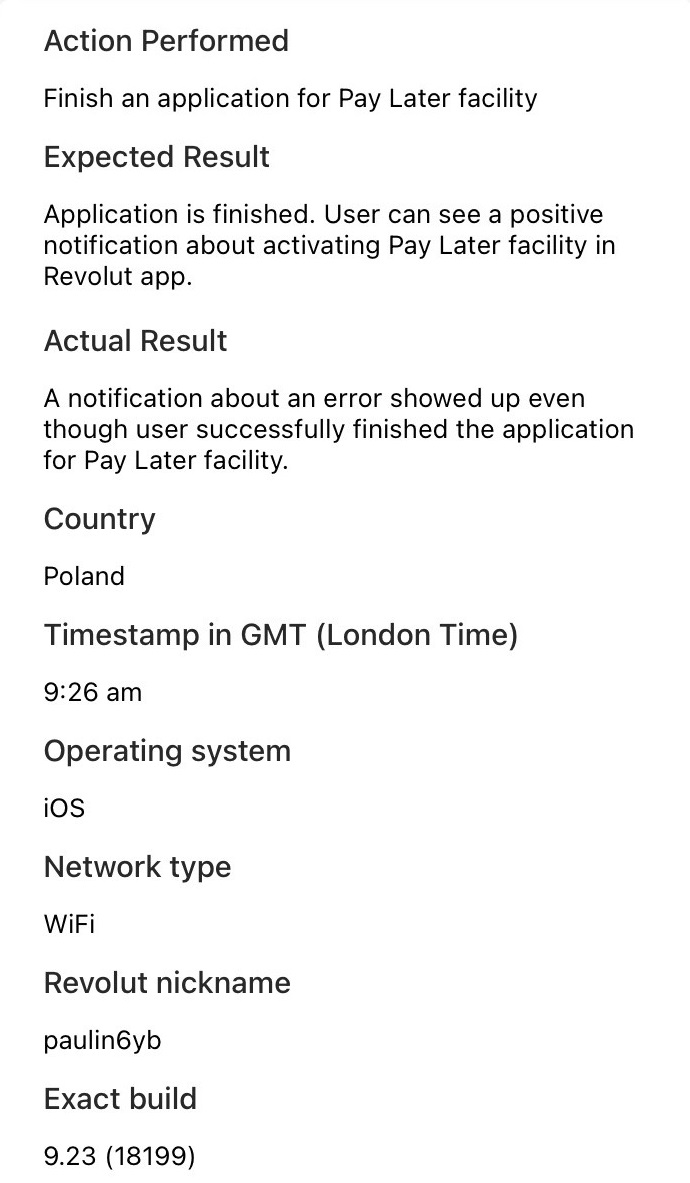 Action Performed
Finish an application for Pay Later facility
Expected Result
Application is finished. User can see a positive
notification about activating Pay Later facility in
Revolut app.
Actual Result
A notification about an error showed up even
though user successfully finished the application
for Pay Later facility.
Country
Poland
Timestamp in GMT (London Time)
9:26 am
Operating system
iOS
Network type
WiFi
Revolut nickname
paulin6yb
Exact build
9.23 (18199)